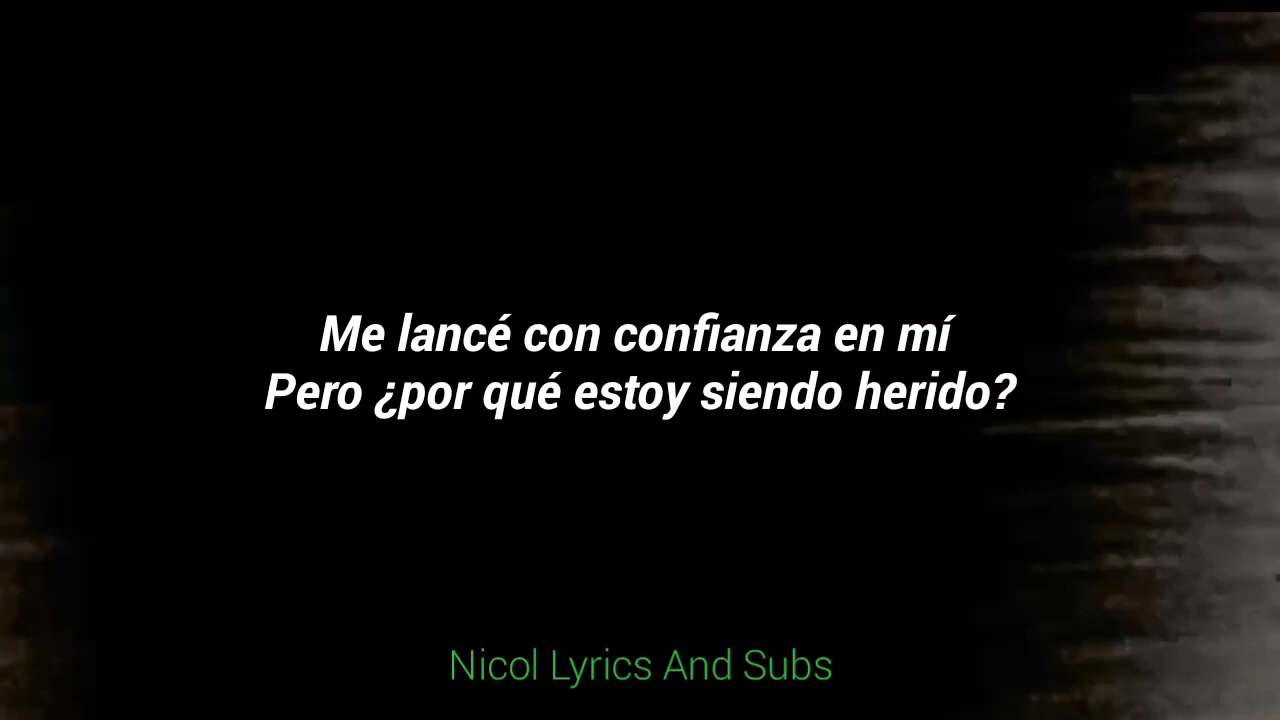 Me lancé con confianza en mí
Pero ¿por qué estoy siendo herido?
Nicol Lyrics And Subs